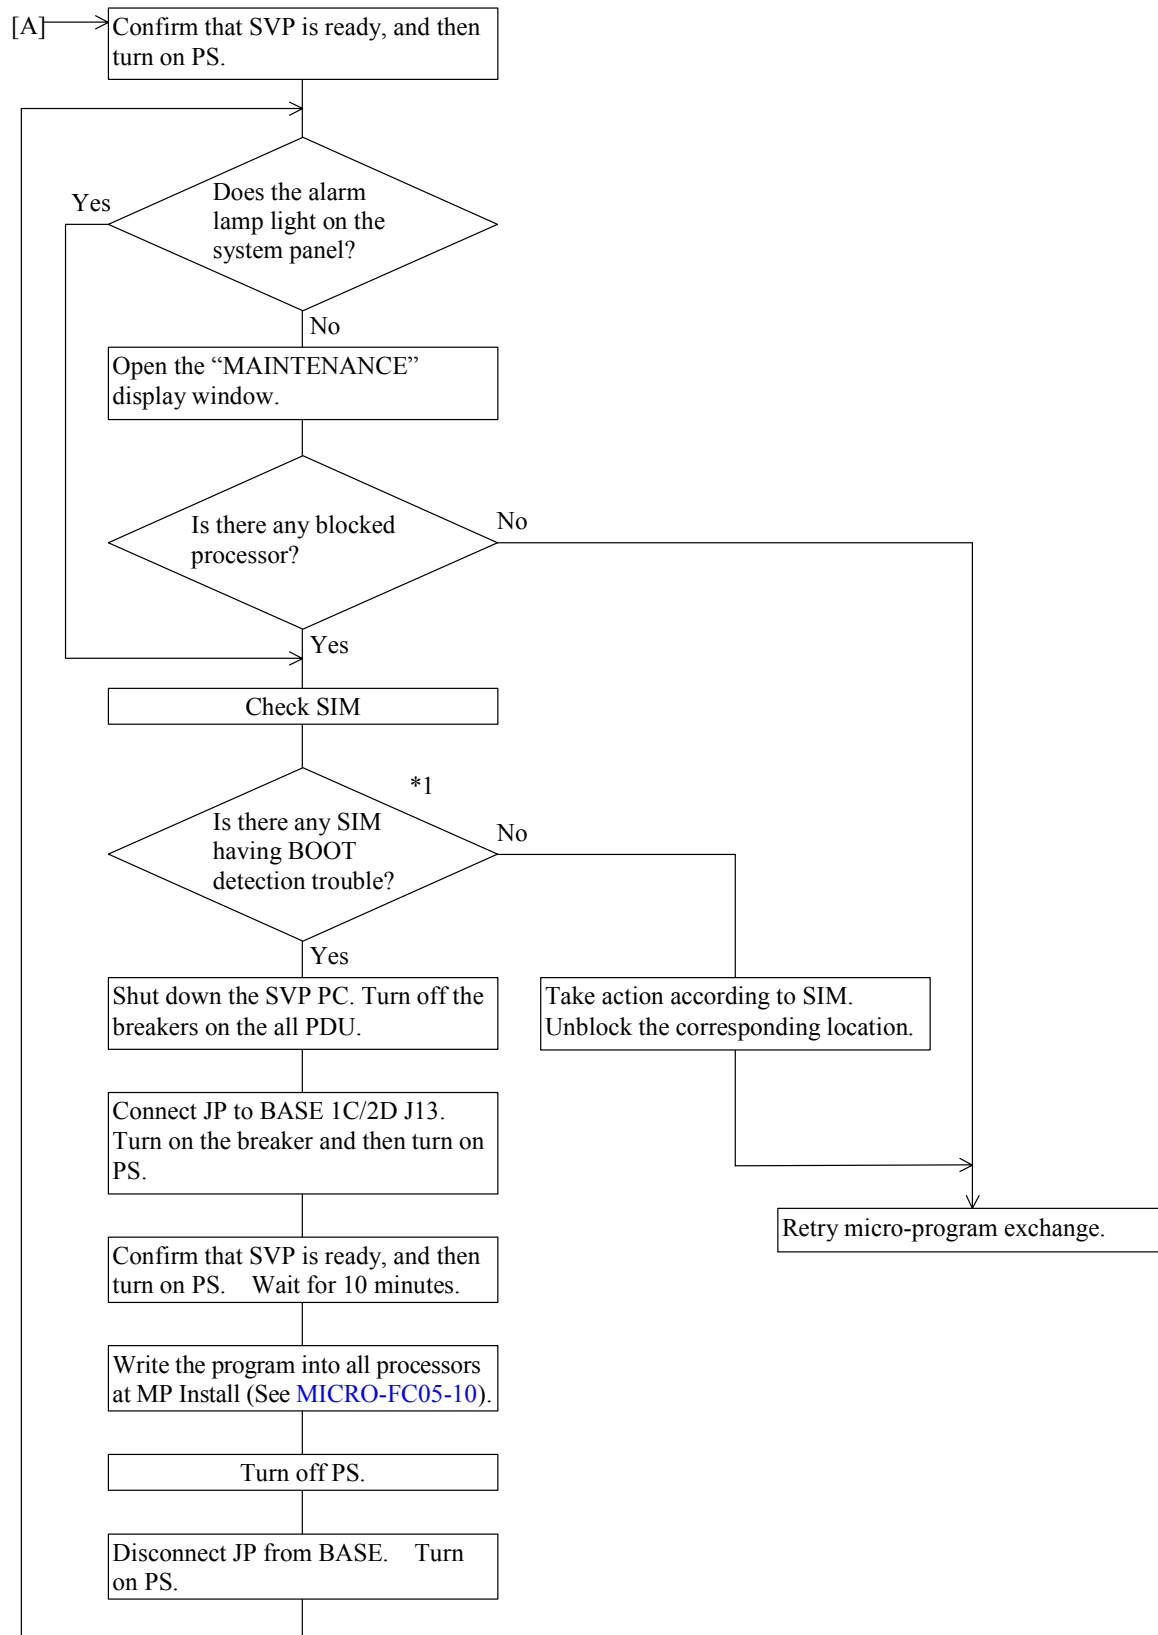 [A]
Confirm that SVP is ready, and then
turn on PS.
Does the alarm
lamp light on the
system panel?
Yes
No
Open the “MAINTENANCE”
display window.
Is there any blocked
processor?
No
Yes
Check SIM
*1
Is there any SIM
having BOOT
detection trouble?
No
Yes
Shut down the SVP PC. Turn off the
breakers on the all PDU.
Take action according to SIM.
Unblock the corresponding location.
Connect JP to BASE 1C/2D J13.
Turn on the breaker and then turn on
PS.
Retry micro-program exchange.
Confirm that SVP is ready, and then
turn on PS. Wait for 10 minutes.
Write the program into all processors
at MP Install (See MICRO-FC05-10).
Turn off PS.
Disconnect JP from BASE. Turn
on PS.